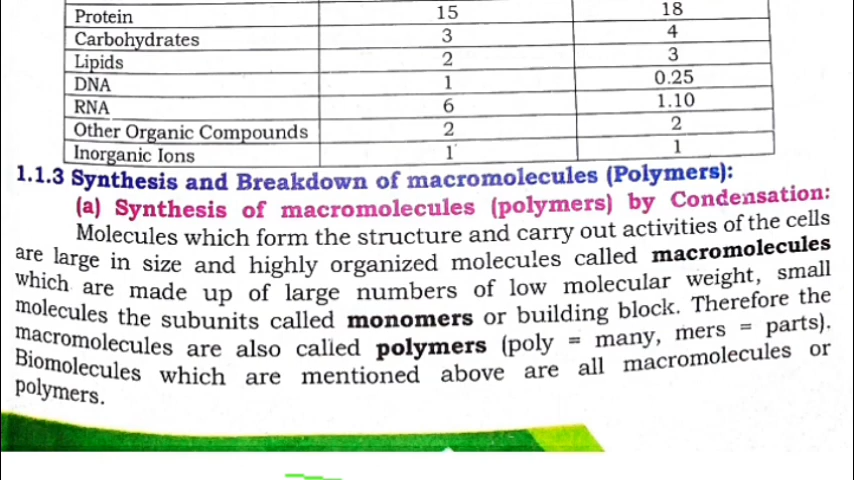 Protein 15 18
Carbohydrates 3 4
Lipids 2 3
DNA 1 0.25
RNA 6 1.10
Other Organic Compounds 2 2
Inorganic Ions 1 1
1.1.3 Synthesis and Breakdown of macromolecules (Polymers):
(a) Synthesis of macromolecules (polymers) by Condensation:
Molecules which form the structure and carry out activities of the cells
are large in size and highly organized molecules called macromolecules
which are made up of large numbers of low molecular weight, small
molecules the subunits called monomers or building block. Therefore the
macromolecules are also called polymers (poly = many, mers = parts).
Biomolecules which are mentioned above are all macromolecules or
polymers.